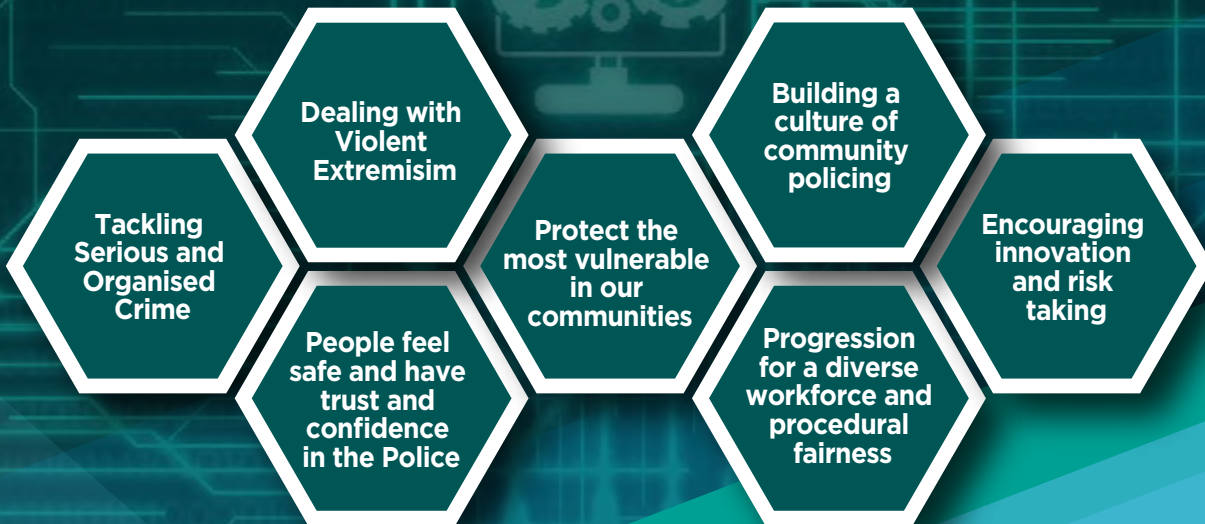 Tackling
Serious and
Organised
Crime
Dealing with
Violent
Extremisim
People feel
safe and have
trust and
confidence
in the Police
Protect the
most vulnerable
in our
communities
Building a
culture of
community
policing
Progression
for a diverse
workforce and
procedural
fairness
Encouraging
innovation
and risk
taking